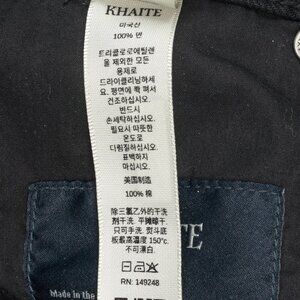 KHAITE
미국산
100% 면
트리클로로에틸렌
을 제외한 모든
용제로
드라이클리닝하세
요. 평면에 쫙 펴서
건조하십시오.
반드시
손세탁하십시오.
필요시 따뜻한
온도로
다림질하십시오.
표백하지
마십시오.
美国制造
100% 棉
除三氯乙外的干洗
剂干洗. 平摊晾干.
只可手洗. 熨斗底
板最高温度 150°c.
不可漂白.
RN: 149248
TE
Made in the